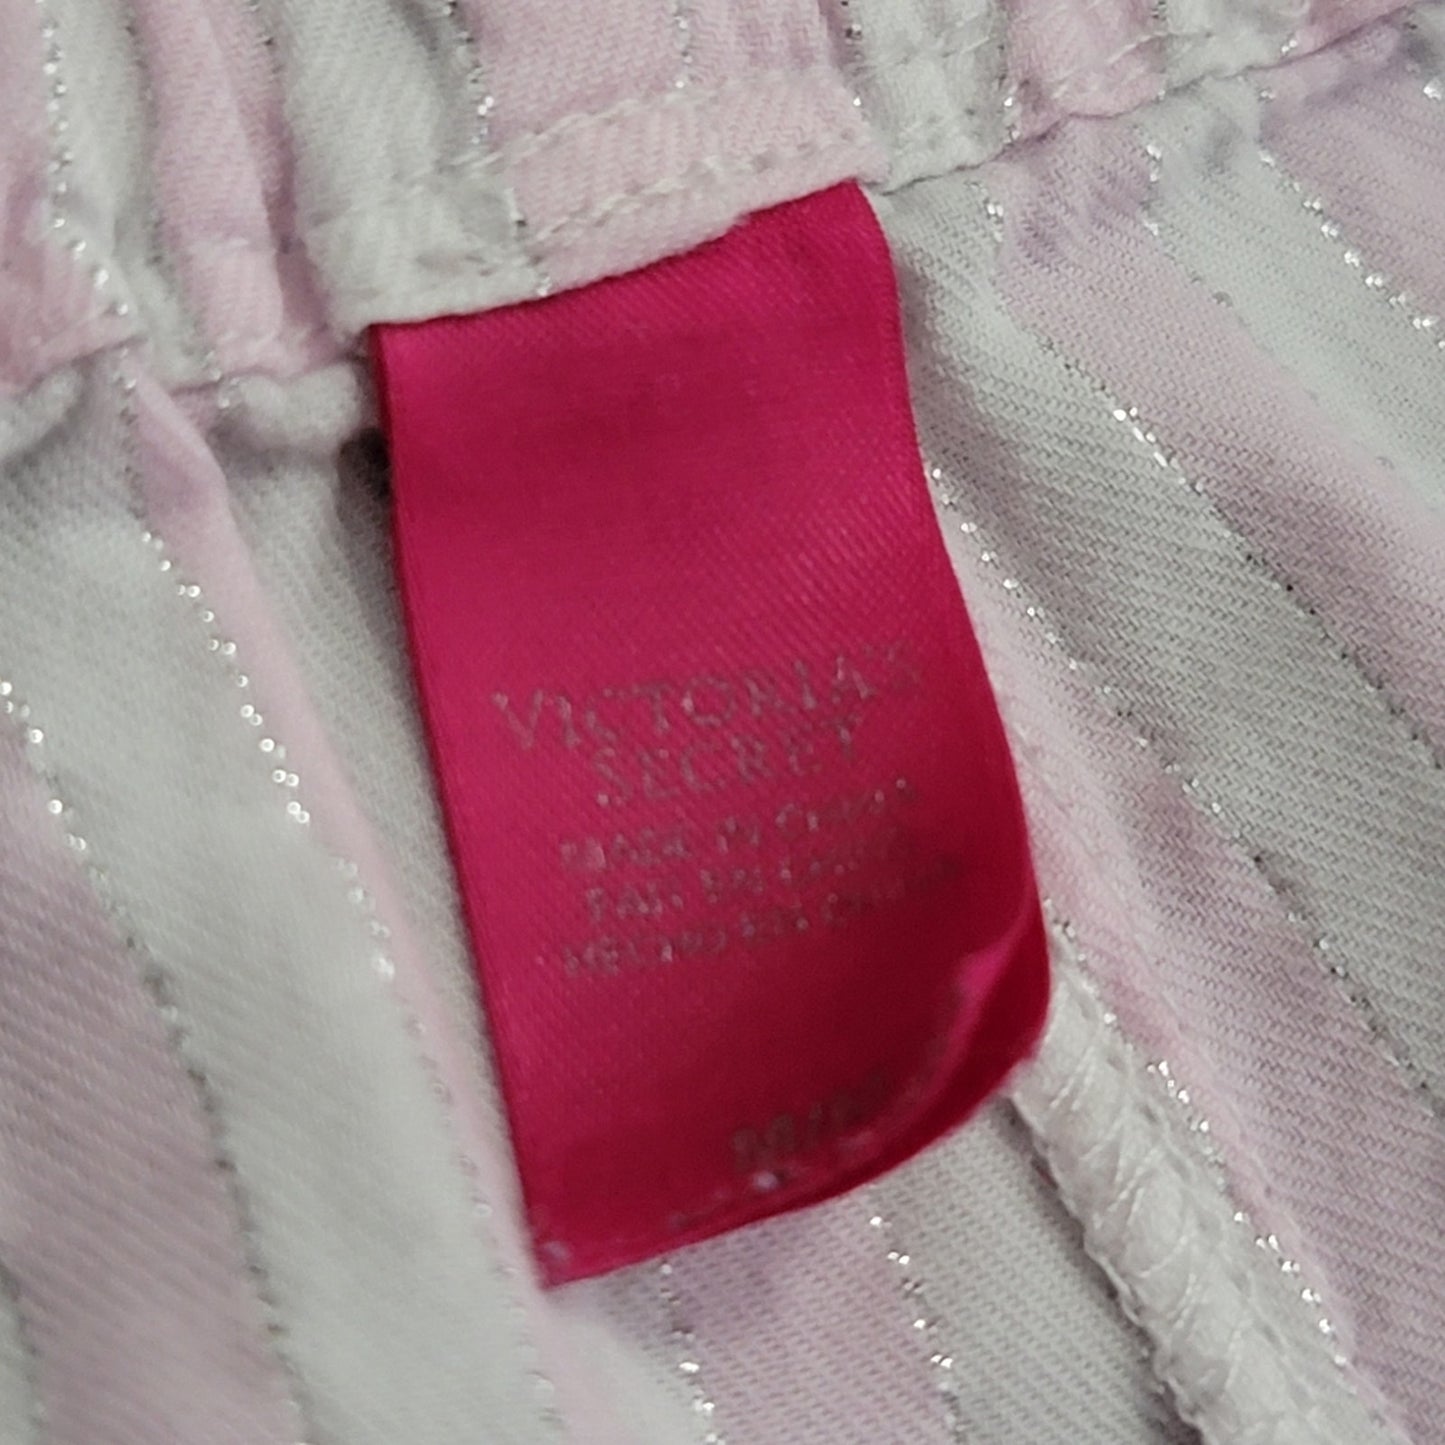 VICTORIA'S
SECRET
MADE IN CHINA
FAIT EN CHINE
HECHO EN CHINA